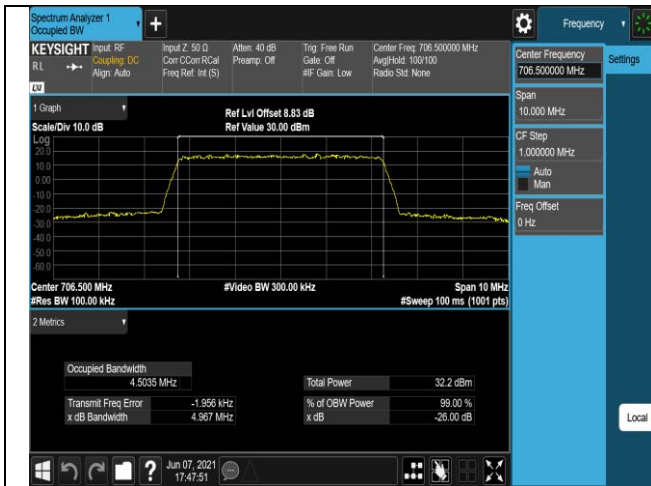 Spectrum Analyzer 1
Occupied BW
+
Frequency
KEYSIGHT Input: RF Input Z: 50 Ω Atten: 40 dB Trig: Free Run Center Freq: 706.500000 MHz
RL Coupling: DC Corr CCorr RCal Preamp: Off Gate: Off Avg|Hold: 100/100
Align: Auto Freq Ref: Int (S) #IF Gain: Low Radio Std: None
LXI
Center Frequency
706.500000 MHz
Settings
Span
10.000 MHz
CF Step
1.000000 MHz
Auto
Man
Freq Offset
0 Hz
Local
1 Graph
Ref Lvl Offset 8.83 dB
Scale/Div 10.0 dB Ref Value 30.00 dBm
Log
20.0
10.0
0.00
-10.0
-20.0
-30.0
-40.0
-50.0
-60.0
Center 706.500 MHz #Video BW 300.00 kHz Span 10 MHz
#Res BW 100.00 kHz #Sweep 100 ms (1001 pts)
2 Metrics
Occupied Bandwidth
4.5035 MHz Total Power 32.2 dBm
Transmit Freq Error -1.956 kHz % of OBW Power 99.00 %
x dB Bandwidth 4.967 MHz x dB -26.00 dB
? Jun 07, 2021
17:47:51